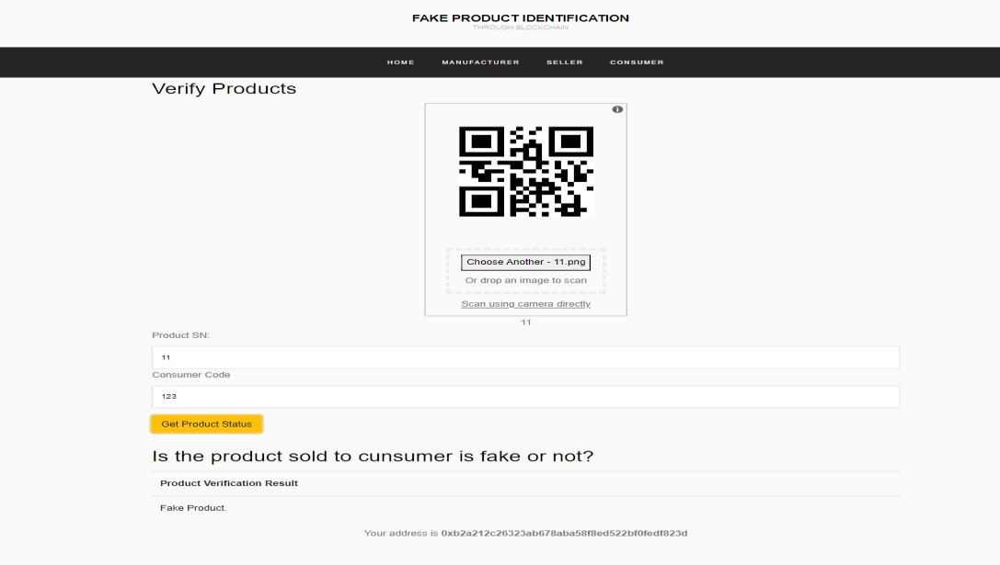 FAKE PRODUCT IDENTIFICATION
THROUGH BLOCKCHAIN
HOME MANUFACTURER SELLER CONSUMER
Verify Products
Choose Another - 11.png
Or drop an image to scan
Scan using camera directly
11
Product SN:
11
Consumer Code
123
Get Product Status
Is the product sold to cunsumer is fake or not?
Product Verification Result
Fake Product.
Your address is 0xb2a212c26323ab678aba58f8ed522bf0fedf823d